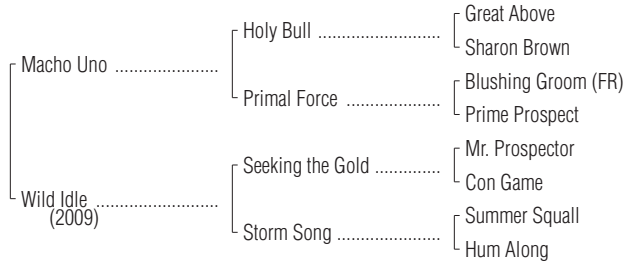 Great Above
Holy Bull ..........................
Sharon Brown
Macho Uno ......................
Blushing Groom (FR)
Primal Force ....................
Prime Prospect
Mr. Prospector
Seeking the Gold ..............
Con Game
Wild Idle ..........................
(2009)
Summer Squall
Storm Song ......................
Hum Along